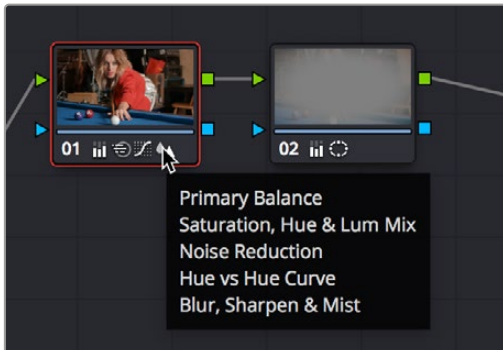 01
02
Primary Balance
Saturation, Hue & Lum Mix
Noise Reduction
Hue vs Hue Curve
Blur, Sharpen & Mist